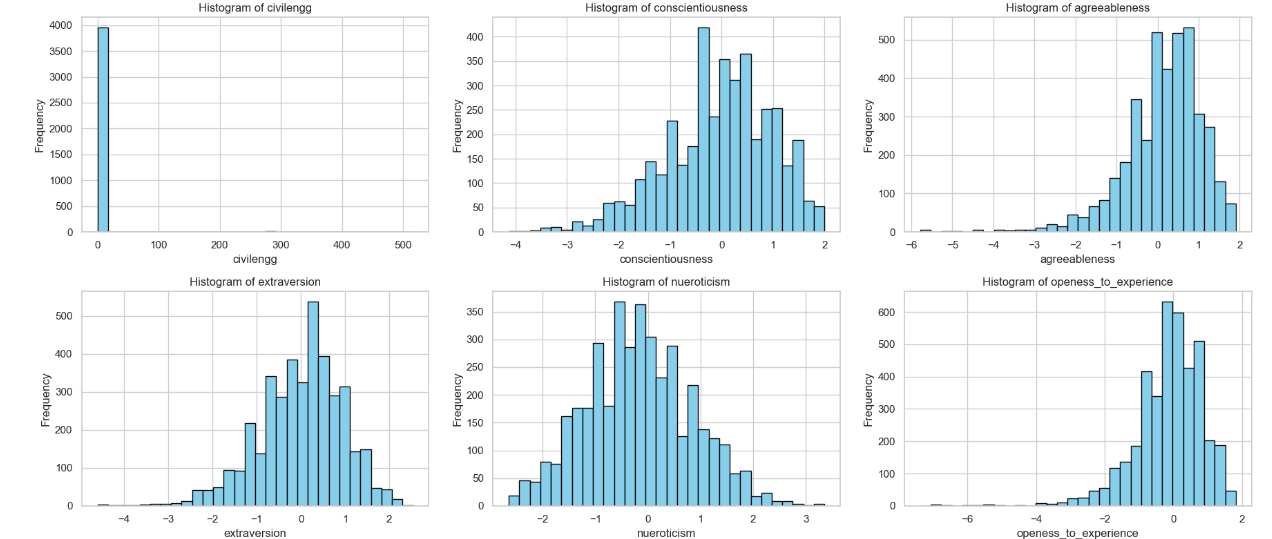 Histogram of civilengg
Frequency
4000
3500
3000
2500
2000
1500
1000
500
0
0 100 200 300 400 500
civilengg
Histogram of conscientiousness
Frequency
400
350
300
250
200
150
100
50
0
−4 −3 −2 −1 0 1 2
conscientiousness
Histogram of agreeableness
Frequency
500
400
300
200
100
0
−6 −5 −4 −3 −2 −1 0 1 2
agreeableness
Histogram of extraversion
Frequency
500
400
300
200
100
0
−4 −3 −2 −1 0 1 2
extraversion
Histogram of nueroticism
Frequency
350
300
250
200
150
100
50
0
−2 −1 0 1 2 3
nueroticism
Histogram of openess_to_experience
Frequency
600
500
400
300
200
100
0
−6 −4 −2 0 2
openess_to_experience